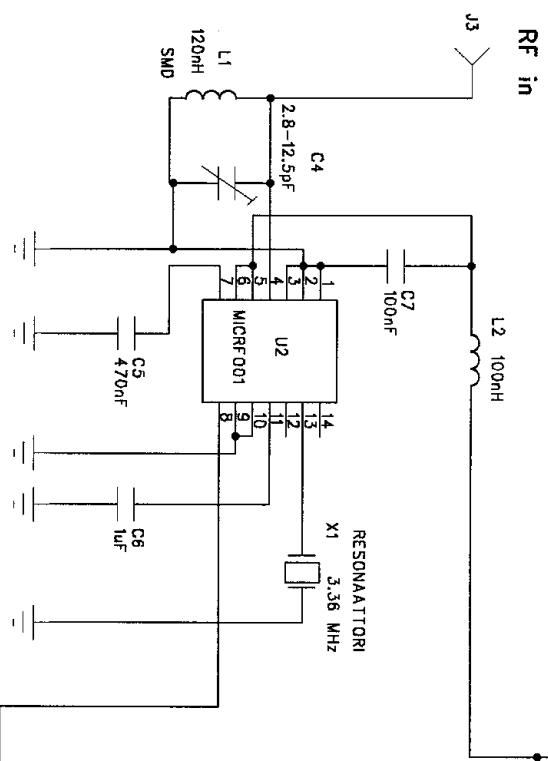 RF in
J3
L1
120nH
SMD
C4
2.8-12.5pF
C7
100nF
L2 100nH
7
6
5
4
3
2
1
U2
MICRF001
8
9
10
11
12
13
14
C5
470nF
C6
1uF
RESONAATTORI
X1 3.36 MHz